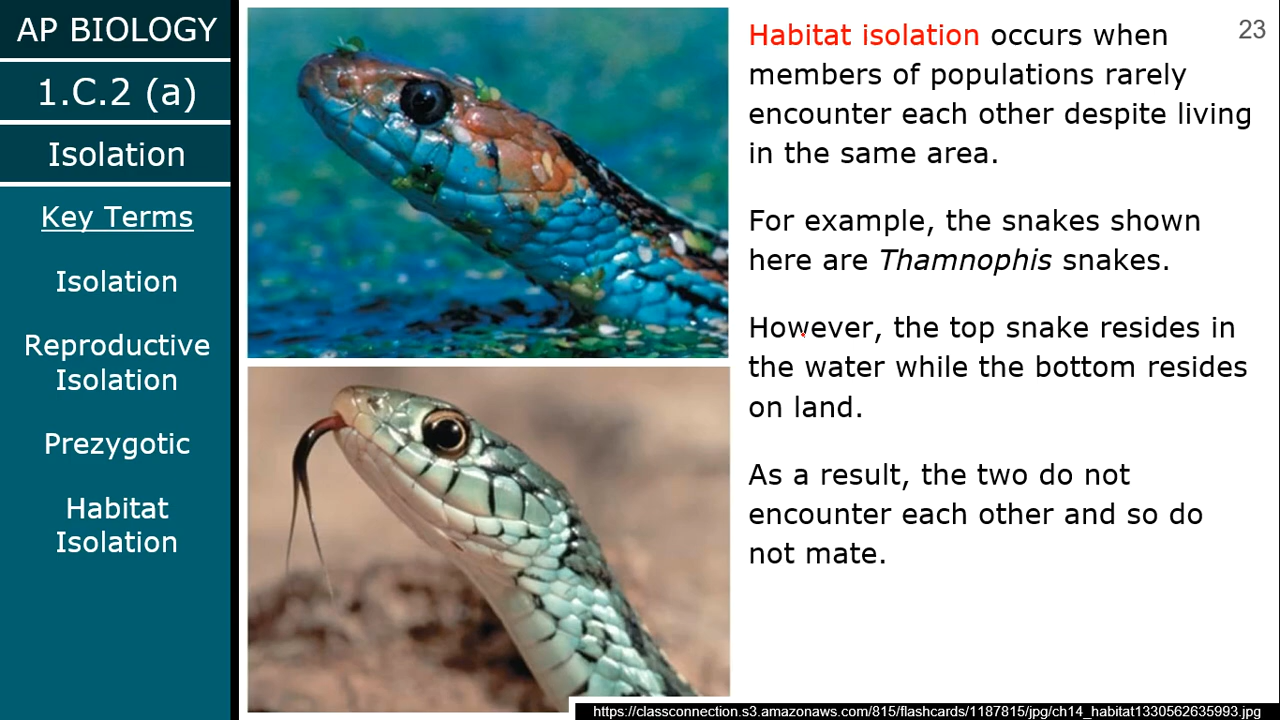 AP BIOLOGY
1.C.2 (a)
Isolation
Key Terms
Isolation
Reproductive
Isolation
Prezygotic
Habitat
Isolation
23
Habitat isolation occurs when
members of populations rarely
encounter each other despite living
in the same area.
For example, the snakes shown
here are Thamnophis snakes.
However, the top snake resides in
the water while the bottom resides
on land.
As a result, the two do not
encounter each other and so do
not mate.
https://classconnection.s3.amazonaws.com/815/flashcards/1187815/jpg/ch14_habitat1330562635993.jpg